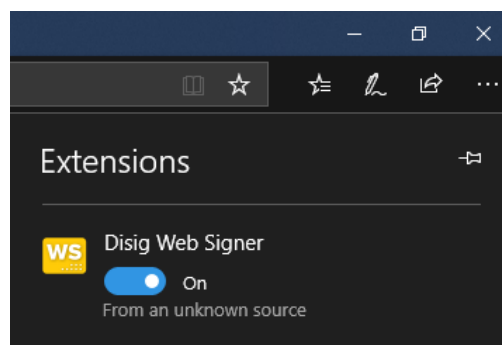 Extensions
WS
Disig Web Signer
On
From an unknown source